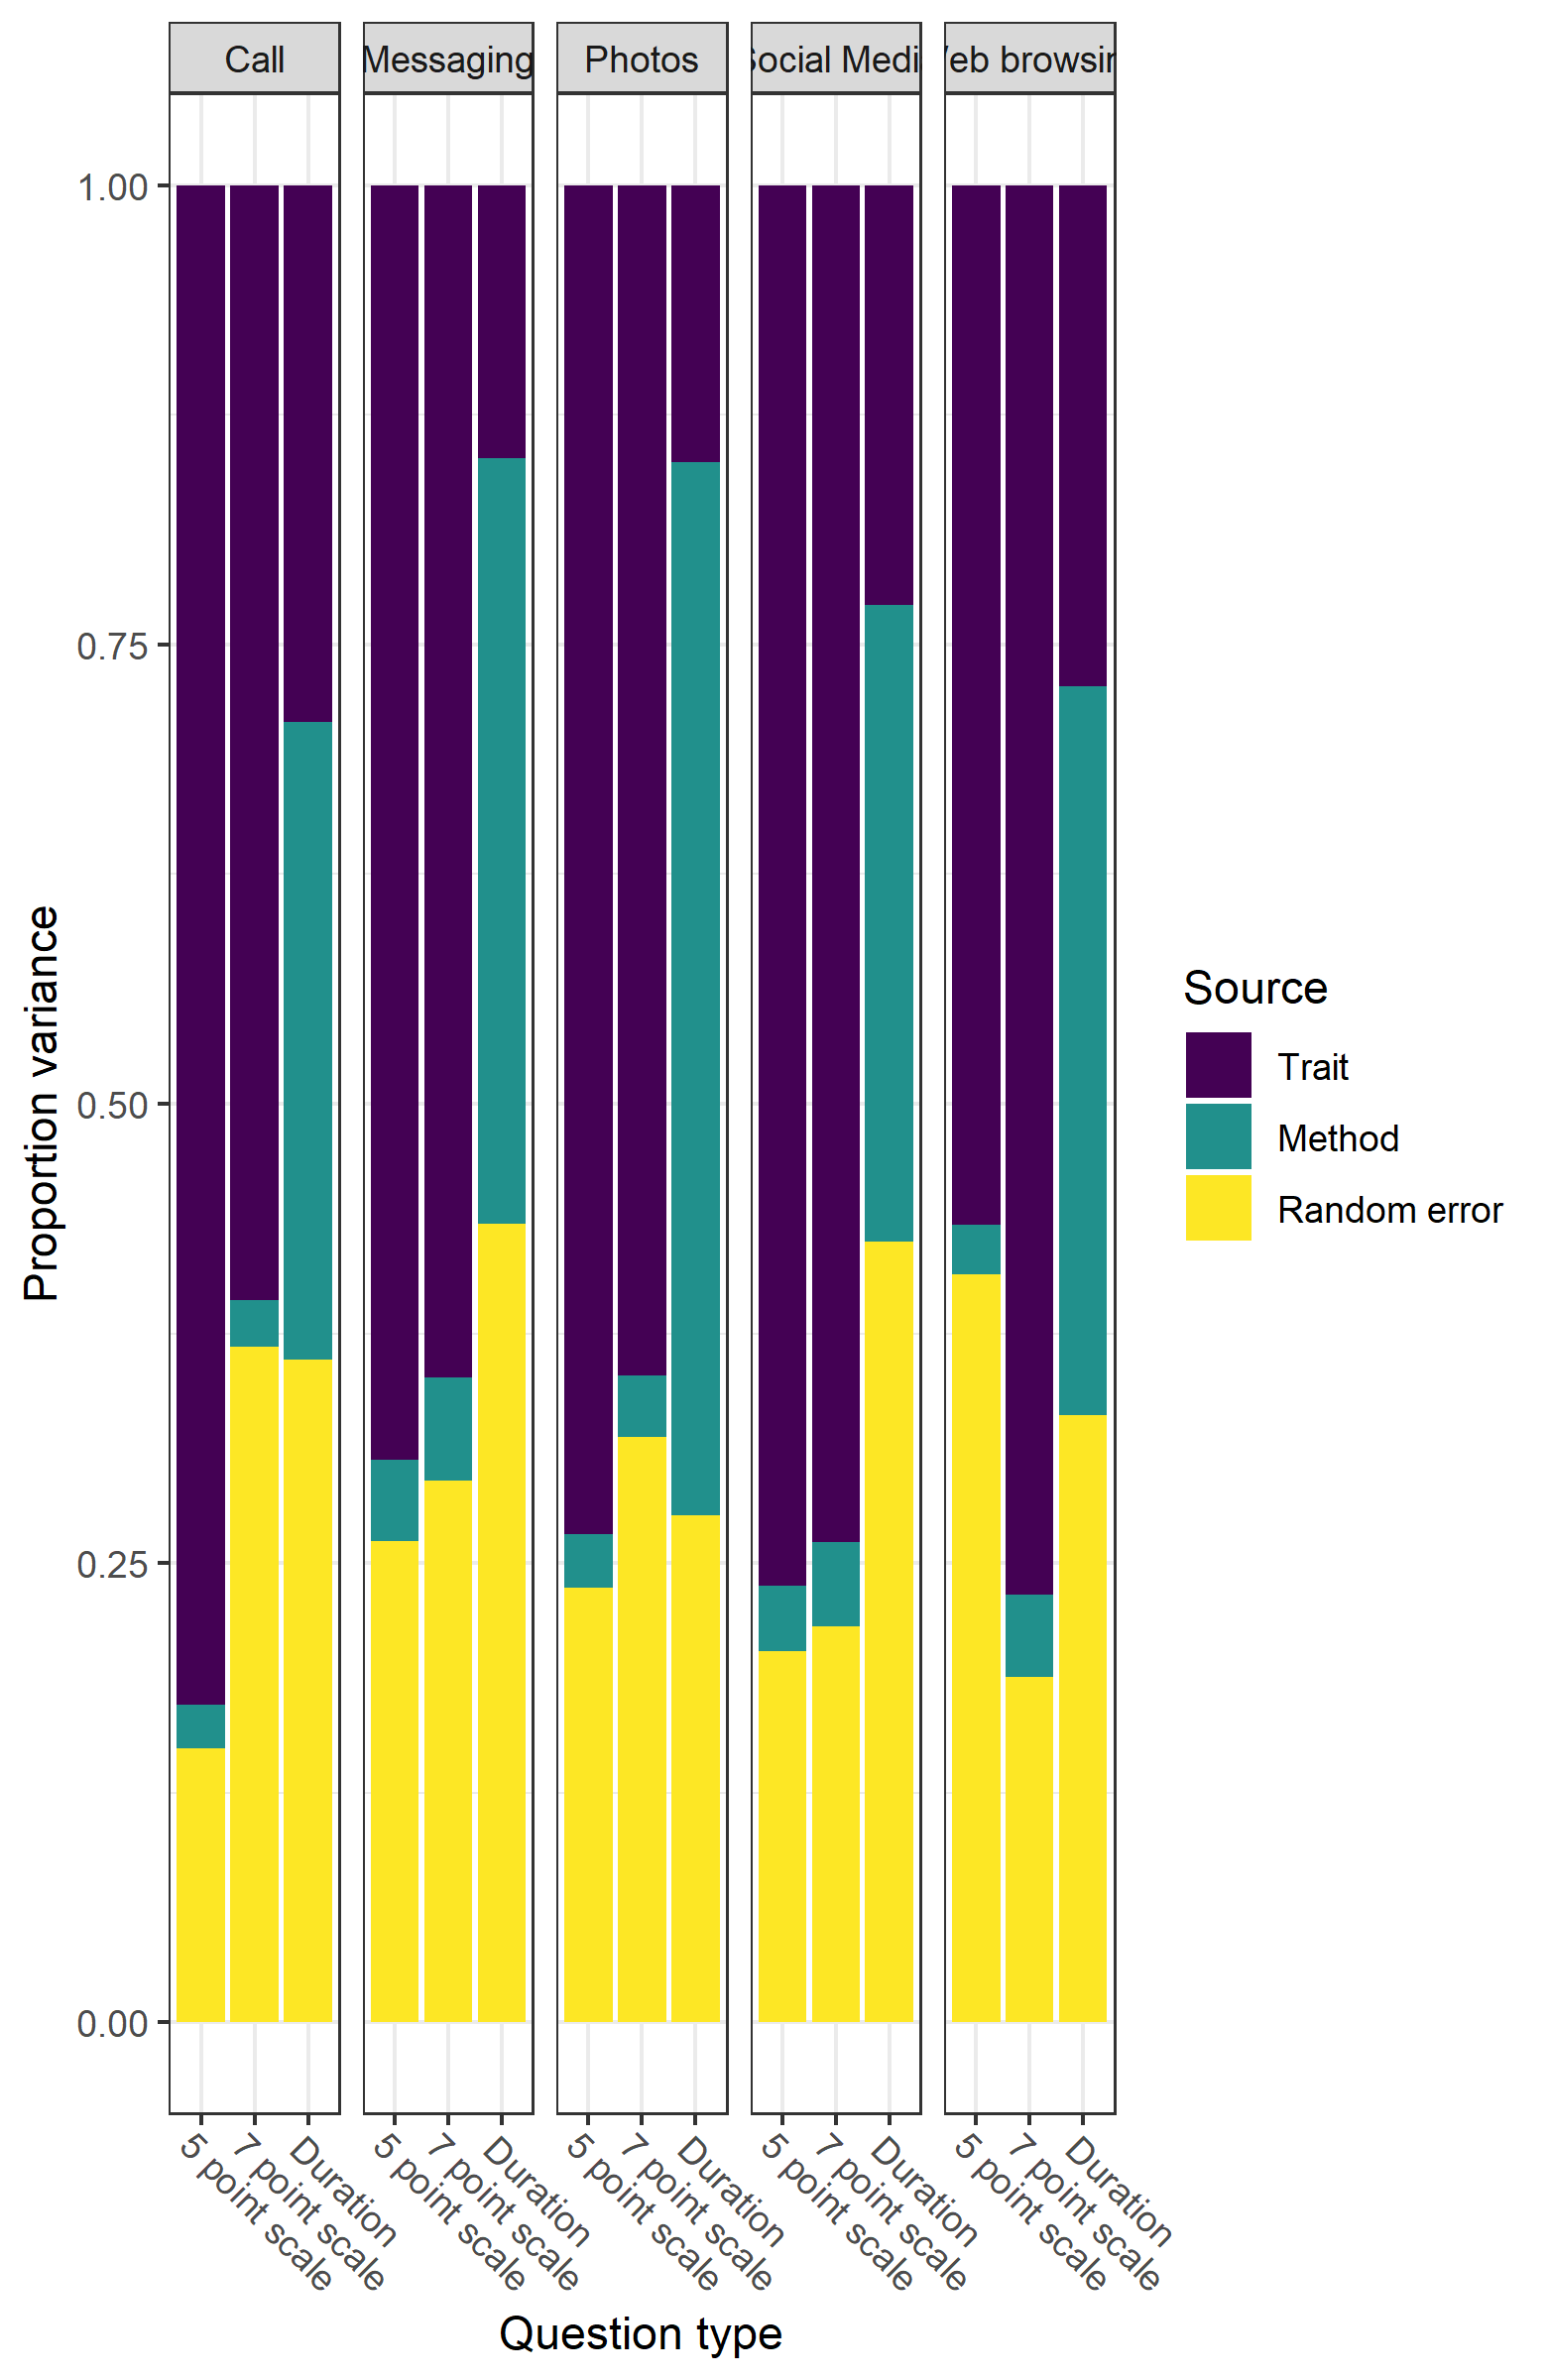 Call
Messaging
Photos
Social Medi
eb browsin
1.00
0.75
0.50
0.25
0.00
Proportion variance
5 point scale
7 point scale
Duration
5 point scale
7 point scale
Duration
5 point scale
7 point scale
Duration
5 point scale
7 point scale
Duration
5 point scale
7 point scale
Duration
Question type
Source
Trait
Method
Random error